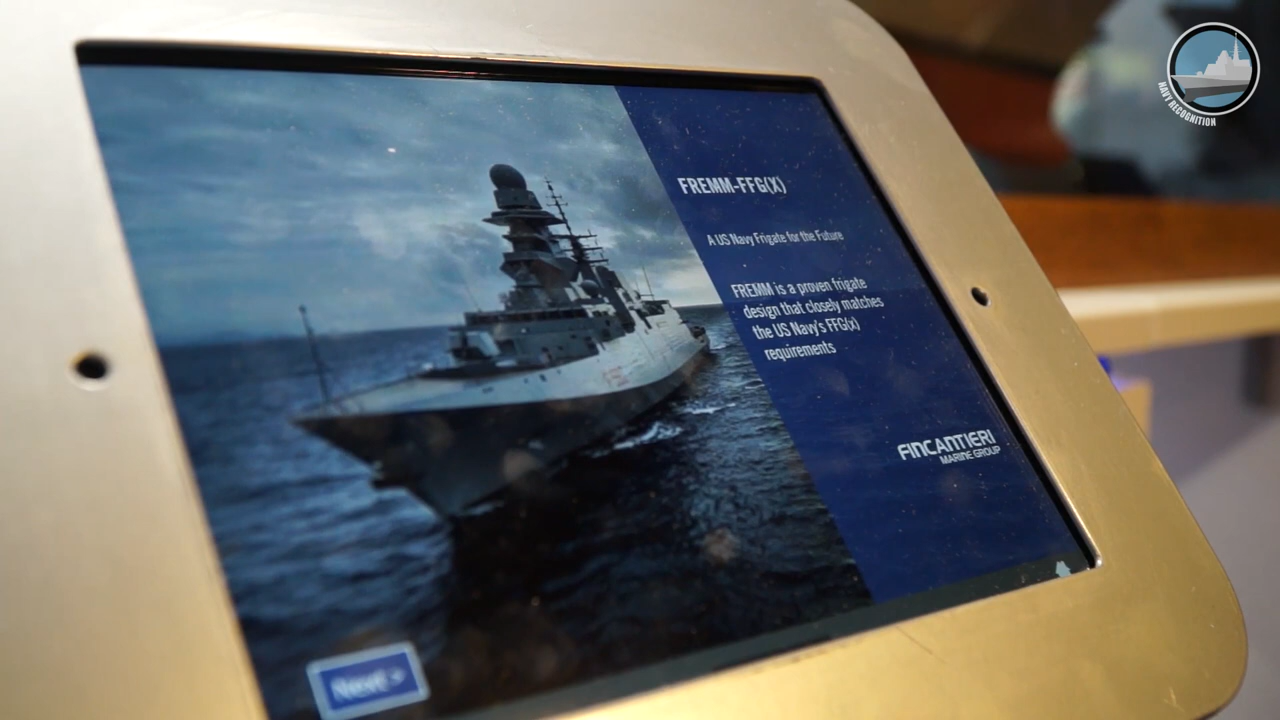 NAVY RECOGNITION
FREMM-FFG(X)
A US Navy Frigate for the Future
FREMM is a proven frigate
design that closely matches
the US Navy's FFG(x)
requirements
FINCANTIERI
MARINE GROUP
Next >